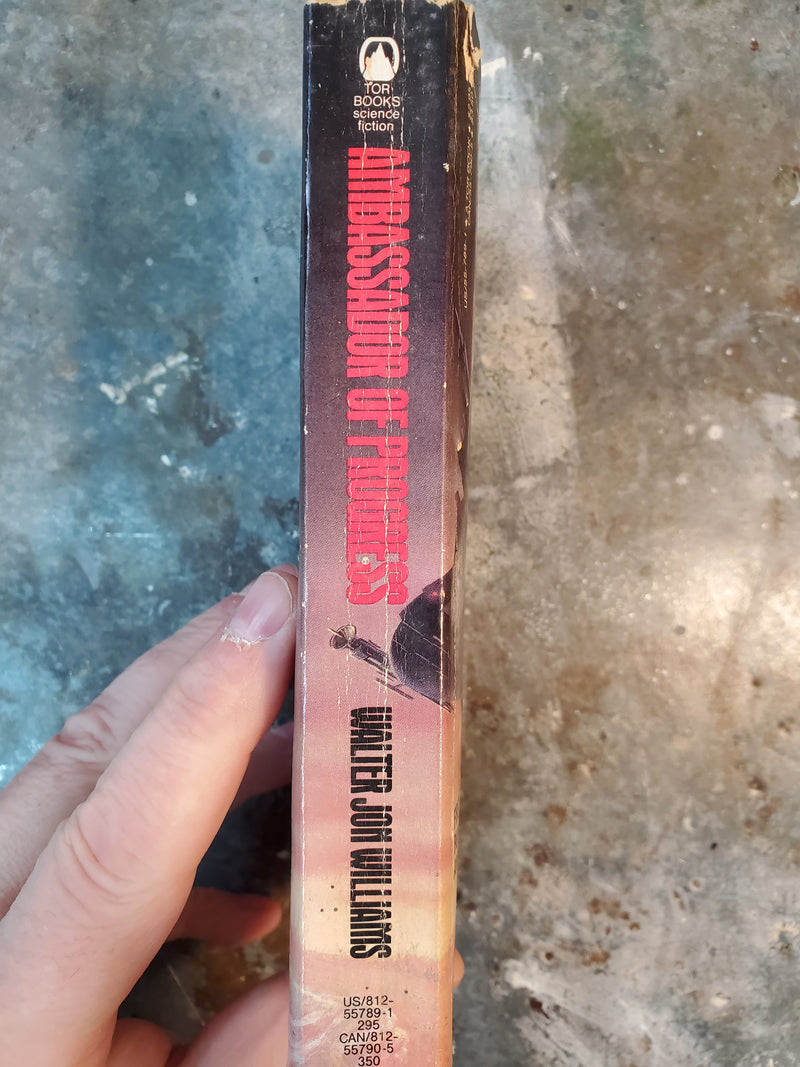 TOR
BOOKS
science
fiction
AMBASSADOR OF PROGRESS
WALTER JON WILLIAMS
US/812-
55789-1
295
CAN/812-
55790-5
350